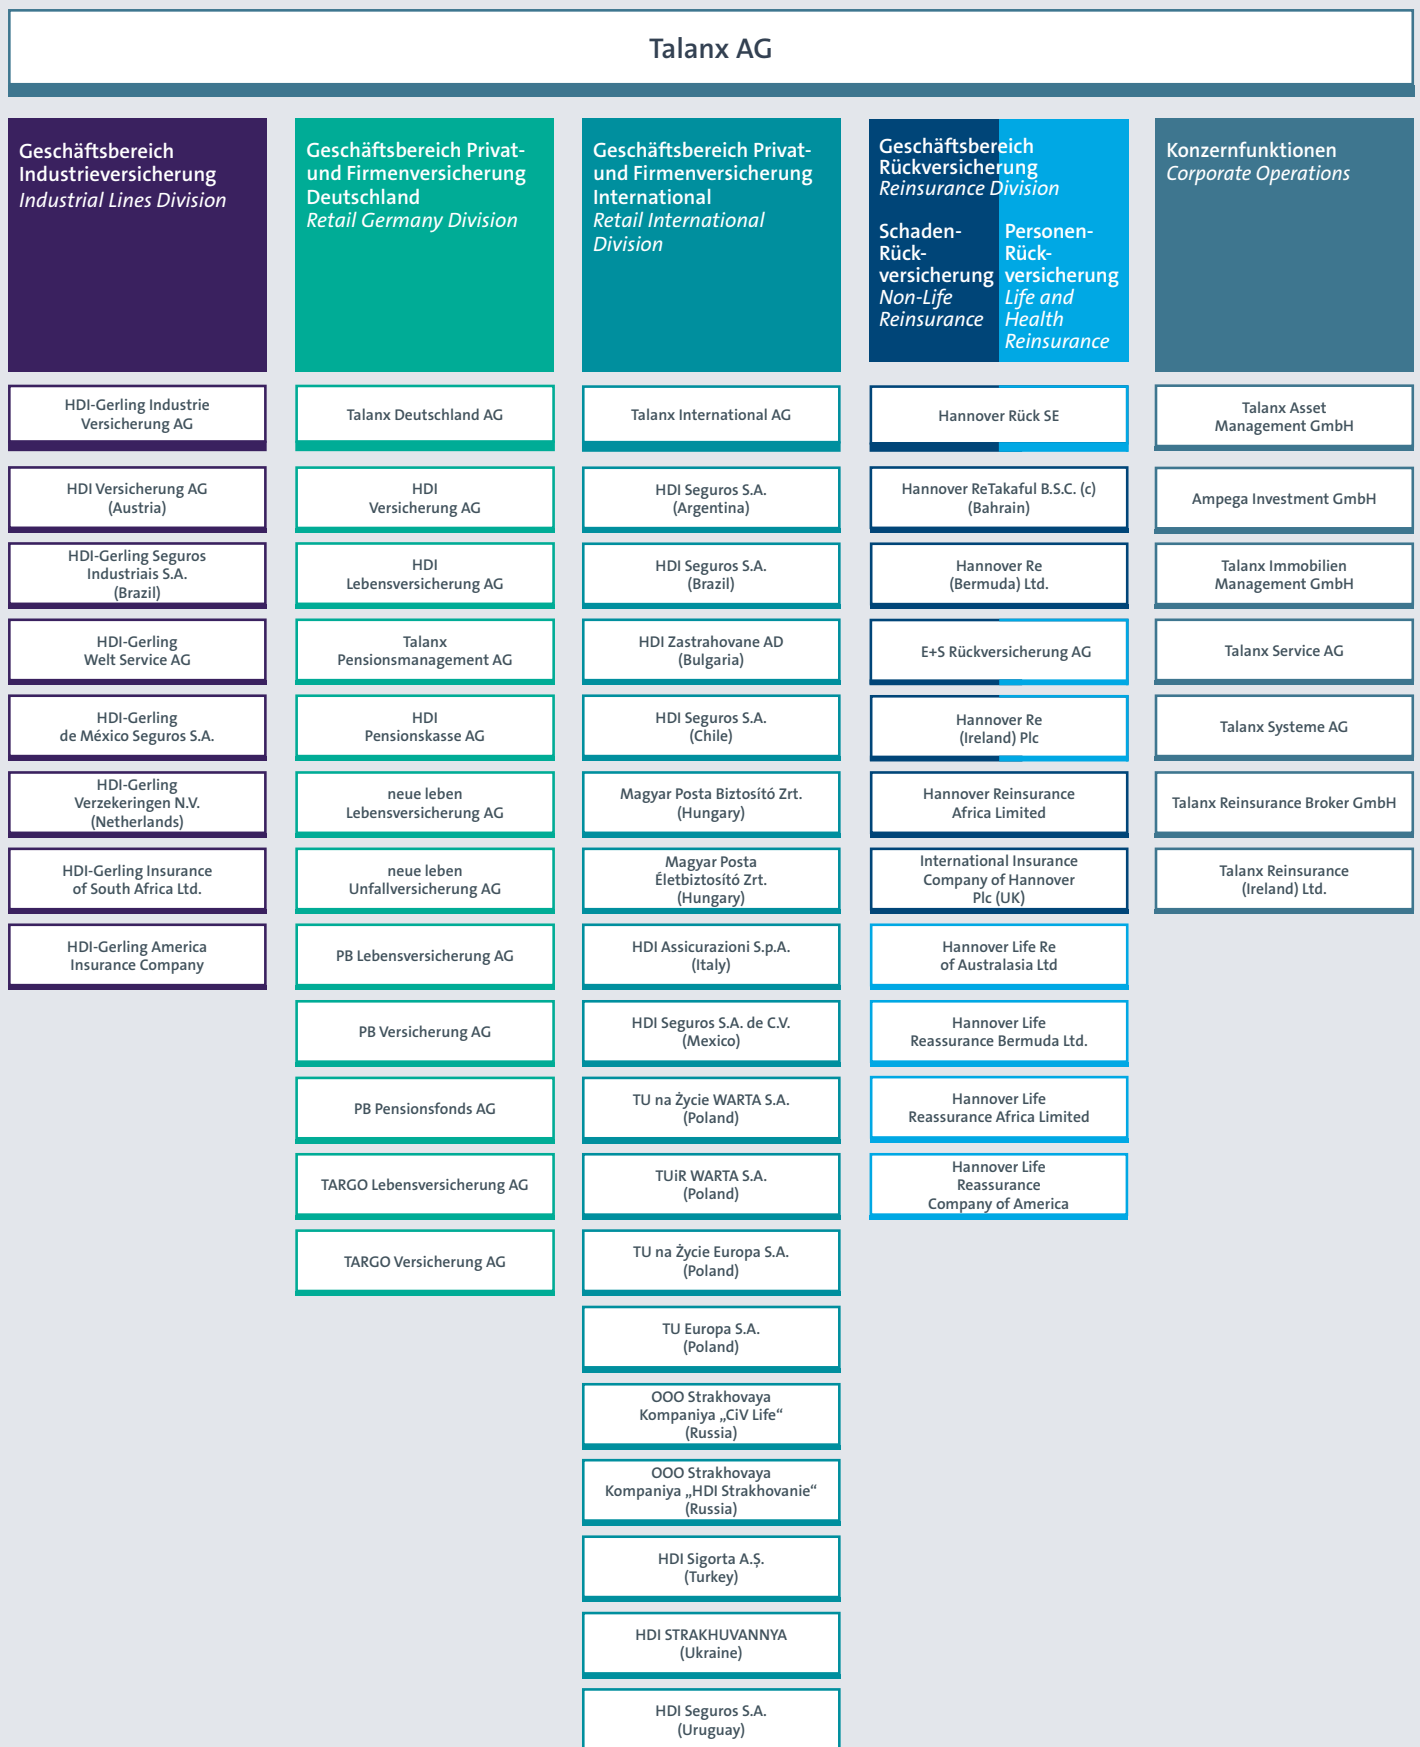 Talanx AG
Geschäftsbereich
Industrieversicherung
Industrial Lines Division
HDI-Gerling Industrie
Versicherung AG
HDI Versicherung AG
(Austria)
HDI-Gerling Seguros
Industriais S.A.
(Brazil)
HDI-Gerling
Welt Service AG
HDI-Gerling
de México Seguros S.A.
HDI-Gerling
Verzekeringen N.V.
(Netherlands)
HDI-Gerling Insurance
of South Africa Ltd.
HDI-Gerling America
Insurance Company
Geschäftsbereich Privat-
und Firmenversicherung
Deutschland
Retail Germany Division
Talanx Deutschland AG
HDI
Versicherung AG
HDI
Lebensversicherung AG
Talanx
Pensionsmanagement AG
HDI
Pensionskasse AG
neue leben
Lebensversicherung AG
neue leben
Unfallversicherung AG
PB Lebensversicherung AG
PB Versicherung AG
PB Pensionsfonds AG
TARGO Lebensversicherung AG
TARGO Versicherung AG
Geschäftsbereich Privat-
und Firmenversicherung
International
Retail International
Division
Talanx International AG
HDI Seguros S.A.
(Argentina)
HDI Seguros S.A.
(Brazil)
HDI Zastrahovane AD
(Bulgaria)
HDI Seguros S.A.
(Chile)
Magyar Posta Biztosító Zrt.
(Hungary)
Magyar Posta
Életbiztosító Zrt.
(Hungary)
HDI Assicurazioni S.p.A.
(Italy)
HDI Seguros S.A. de C.V.
(Mexico)
TU na Życie WARTA S.A.
(Poland)
TUiR WARTA S.A.
(Poland)
TU na Życie Europa S.A.
(Poland)
TU Europa S.A.
(Poland)
OOO Strakhovaya
Kompaniya „CiV Life“
(Russia)
OOO Strakhovaya
Kompaniya „HDI Strakhovanie“
(Russia)
HDI Sigorta A.Ş.
(Turkey)
HDI STRAKHUVANNYA
(Ukraine)
HDI Seguros S.A.
(Uruguay)
Geschäftsbereich
Rückversicherung
Reinsurance Division
Schaden-
Rück-
versicherung
Non-Life
Reinsurance
Personen-
Rück-
versicherung
Life and
Health
Reinsurance
Hannover Rück SE
Hannover ReTakaful B.S.C. (c)
(Bahrain)
Hannover Re
(Bermuda) Ltd.
E+S Rückversicherung AG
Hannover Re
(Ireland) Plc
Hannover Reinsurance
Africa Limited
International Insurance
Company of Hannover
Plc (UK)
Hannover Life Re
of Australasia Ltd
Hannover Life
Reassurance Bermuda Ltd.
Hannover Life
Reassurance Africa Limited
Hannover Life
Reassurance
Company of America
Konzernfunktionen
Corporate Operations
Talanx Asset
Management GmbH
Ampega Investment GmbH
Talanx Immobilien
Management GmbH
Talanx Service AG
Talanx Systeme AG
Talanx Reinsurance Broker GmbH
Talanx Reinsurance
(Ireland) Ltd.